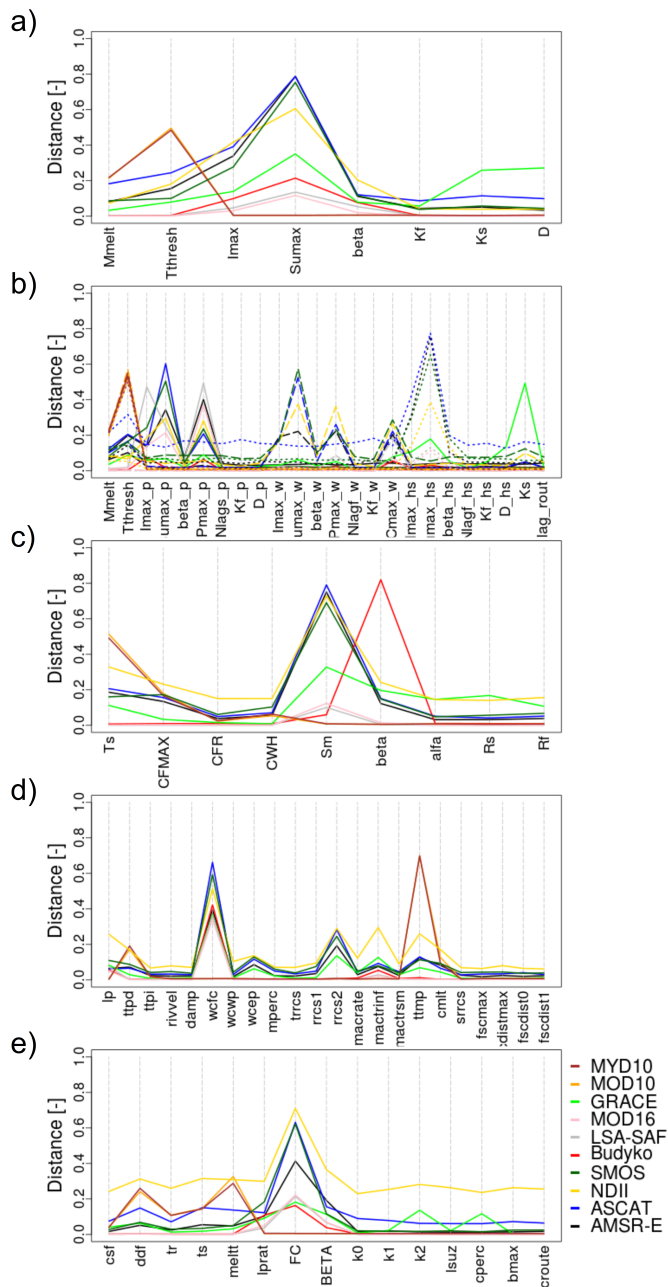 a)
Distance [-]
0.0 0.2 0.4 0.6 0.8 1.0
Mmelt Tthresh Imax Sumax beta Kf Ks D
b)
Distance [-]
0.0 0.2 0.4 0.6 0.8 1.0
Mmelt Tthresh Imax_p umax_p beta_p Pmax_p Nlags_p Kf_p D_p Imax_w umax_w beta_w Pmax_w Nlagf_w Kf_w Cmax_w Imax_hs umax_hs beta_hs Nlagf_hs Kf_hs D_hs Ks lag_rout
c)
Distance [-]
0.0 0.2 0.4 0.6 0.8 1.0
Ts CFMAX CFR CWH Sm beta alfa Rs Rf
d)
Distance [-]
0.0 0.2 0.4 0.6 0.8 1.0
lp ttpd ttpi rivvel damp wcfc wcwp wcep mperc trrcs rrcs1 rrcs2 macrate mactrinf mactrsm ttmp cmlt srrcs fscmax cdistmax fscdist0 fscdist1
e)
Distance [-]
0.0 0.2 0.4 0.6 0.8 1.0
csf ddf tr ts meltt lprat FC BETA k0 k1 k2 lsuz cperc bmax croute
MYD10
MOD10
GRACE
MOD16
LSA-SAF
Budyko
SMOS
NDII
ASCAT
AMSR-E